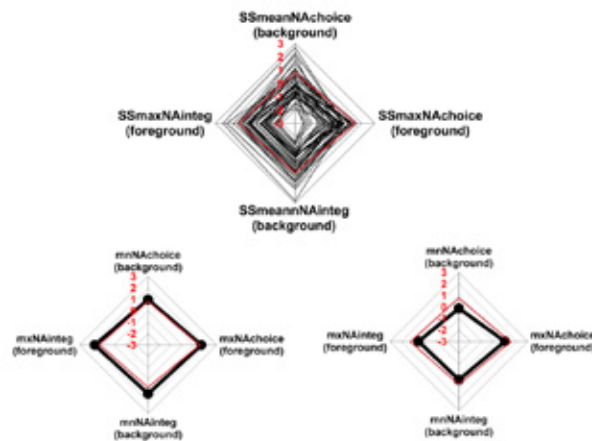 SSmeanNAchoice
(background)
3
2
SSmaxNAinteg
(foreground)
SSmaxNAchoice
(foreground)
SSmeannNAinteg
(background)
mnNAchoice
(background)
3
2
1
0
-1
-2
-3
mxNAinteg
(foreground)
mxNAchoice
(foreground)
mnNAinteg
(background)
mnNAchoice
(background)
3
2
1
0
-1
-2
-3
mxNAinteg
(foreground)
mxNAchoice
(foreground)
mnNAinteg
(background)